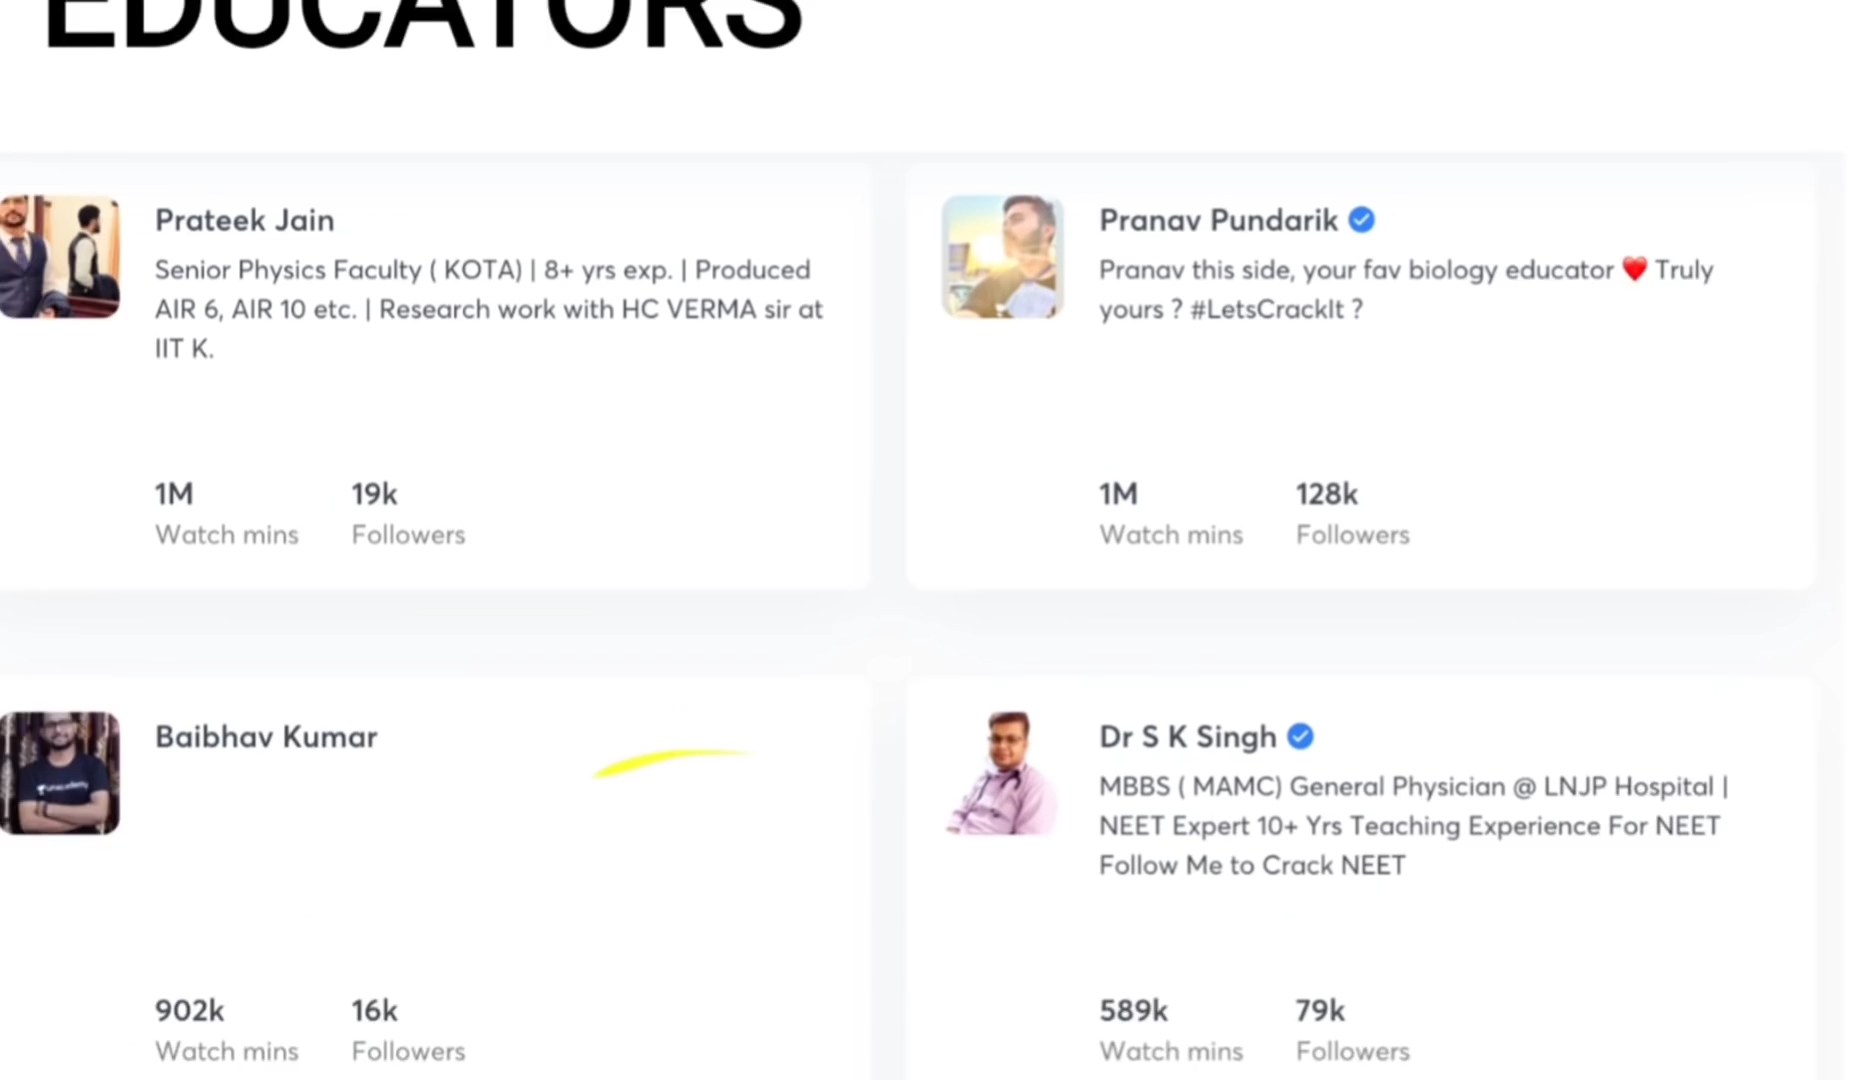 EDUCATORS
Prateek Jain
Senior Physics Faculty ( KOTA) | 8+ yrs exp. | Produced
AIR 6, AIR 10 etc. | Research work with HC VERMA sir at
IIT K.
1M
Watch mins
19k
Followers
Pranav Pundarik
Pranav this side, your fav biology educator ❤️ Truly
yours ? #LetsCrackIt ?
1M
Watch mins
128k
Followers
Baibhav Kumar
902k
Watch mins
16k
Followers
Dr S K Singh
MBBS ( MAMC) General Physician @ LNJP Hospital |
NEET Expert 10+ Yrs Teaching Experience For NEET
Follow Me to Crack NEET
589k
Watch mins
79k
Followers